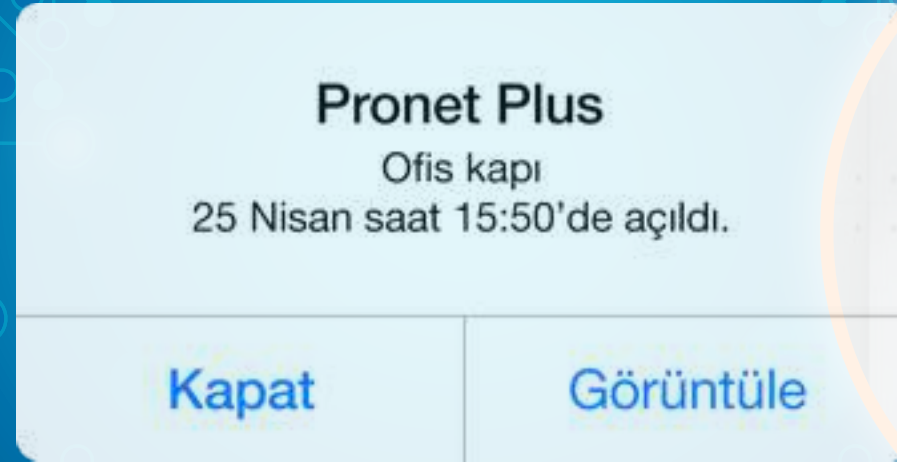 Pronet Plus
Ofis kapı
25 Nisan saat 15:50'de açıldı.
Kapat
Görüntüle